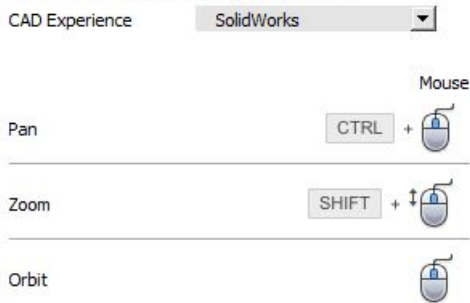 CAD Experience SolidWorks
Mouse
Pan CTRL +
Zoom SHIFT +
Orbit